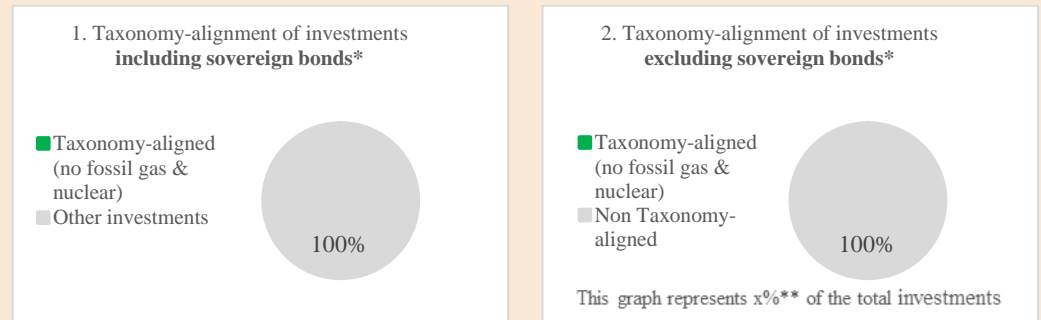 1. Taxonomy-alignment of investments
including sovereign bonds*
Taxonomy-aligned
(no fossil gas &
nuclear)
Other investments
100%
2. Taxonomy-alignment of investments
excluding sovereign bonds*
Taxonomy-aligned
(no fossil gas &
nuclear)
Non Taxonomy-
aligned
100%
This graph represents x%** of the total investments